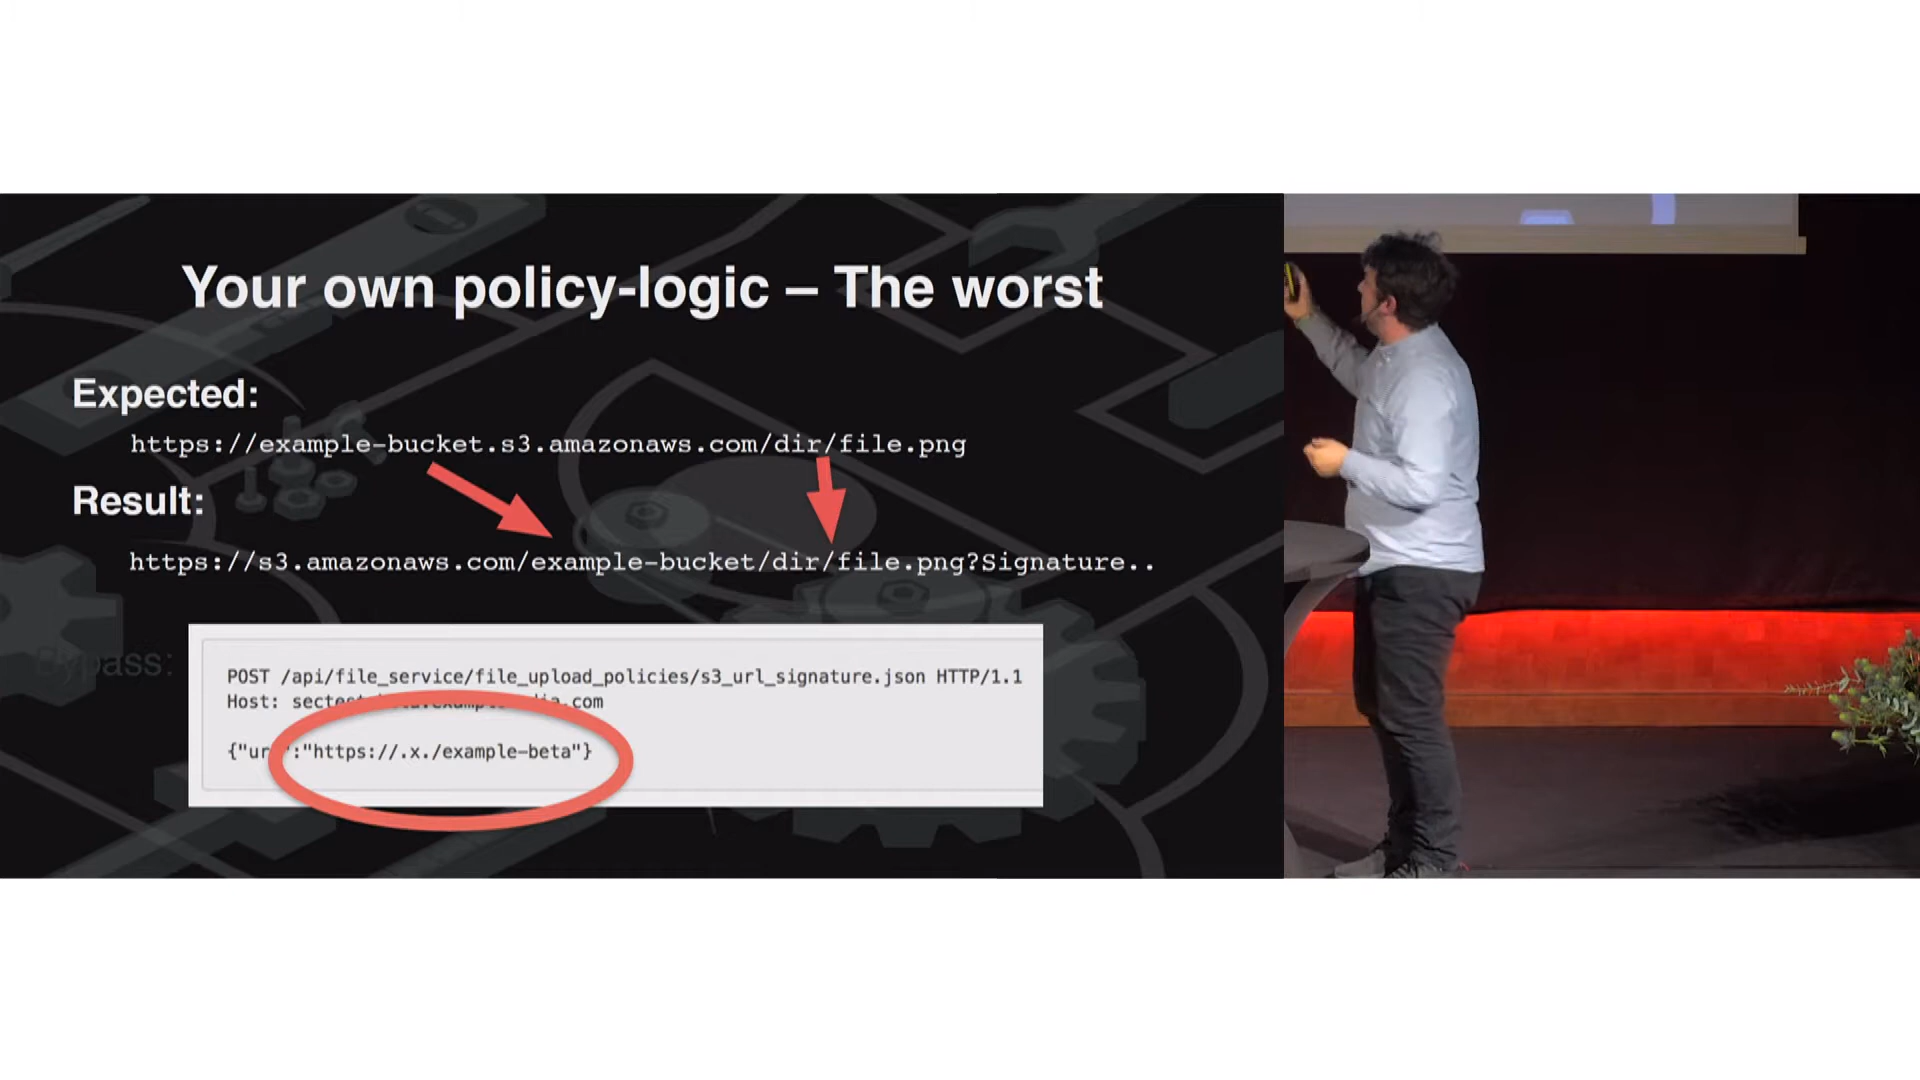 Your own policy-logic – The worst
Expected:
https://example-bucket.s3.amazonaws.com/dir/file.png
Result:
https://s3.amazonaws.com/example-bucket/dir/file.png?Signature..
Bypass:
POST /api/file_service/file_upload_policies/s3_url_signature.json HTTP/1.1
Host: .com
:"https://.x./example-beta"}